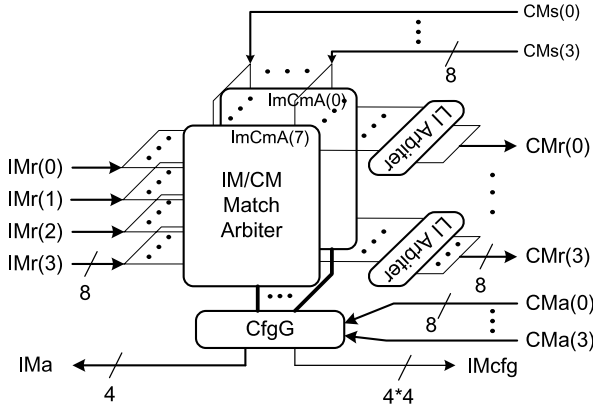 CMs(0)
CMs(3)
8
ImCmA(0)
ImCmA(7)
LI Arbiter
IMr(0)
CMr(0)
IMr(1)
IM/CM
Match
Arbiter
IMr(2)
IMr(3)
8
LI Arbiter
CMr(3)
8
CfgG
CMa(0)
8
CMa(3)
IMa
4
IMcfg
4*4